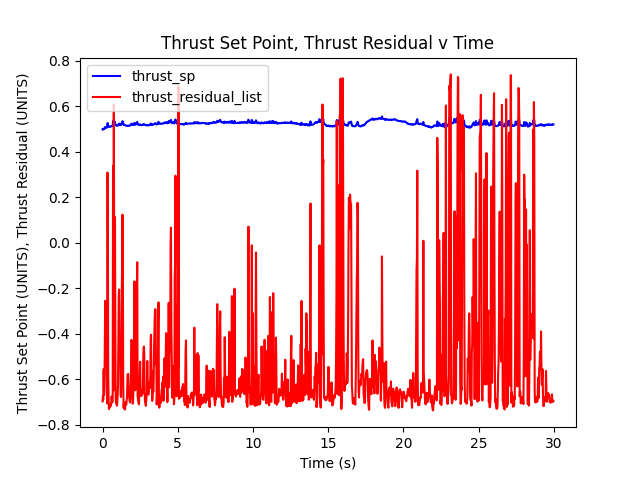 Thrust Set Point, Thrust Residual v Time
thrust_sp
thrust_residual_list
Thrust Set Point (UNITS), Thrust Residual (UNITS)
0.8
0.6
0.4
0.2
0.0
−0.2
−0.4
−0.6
−0.8
0 5 10 15 20 25 30
Time (s)